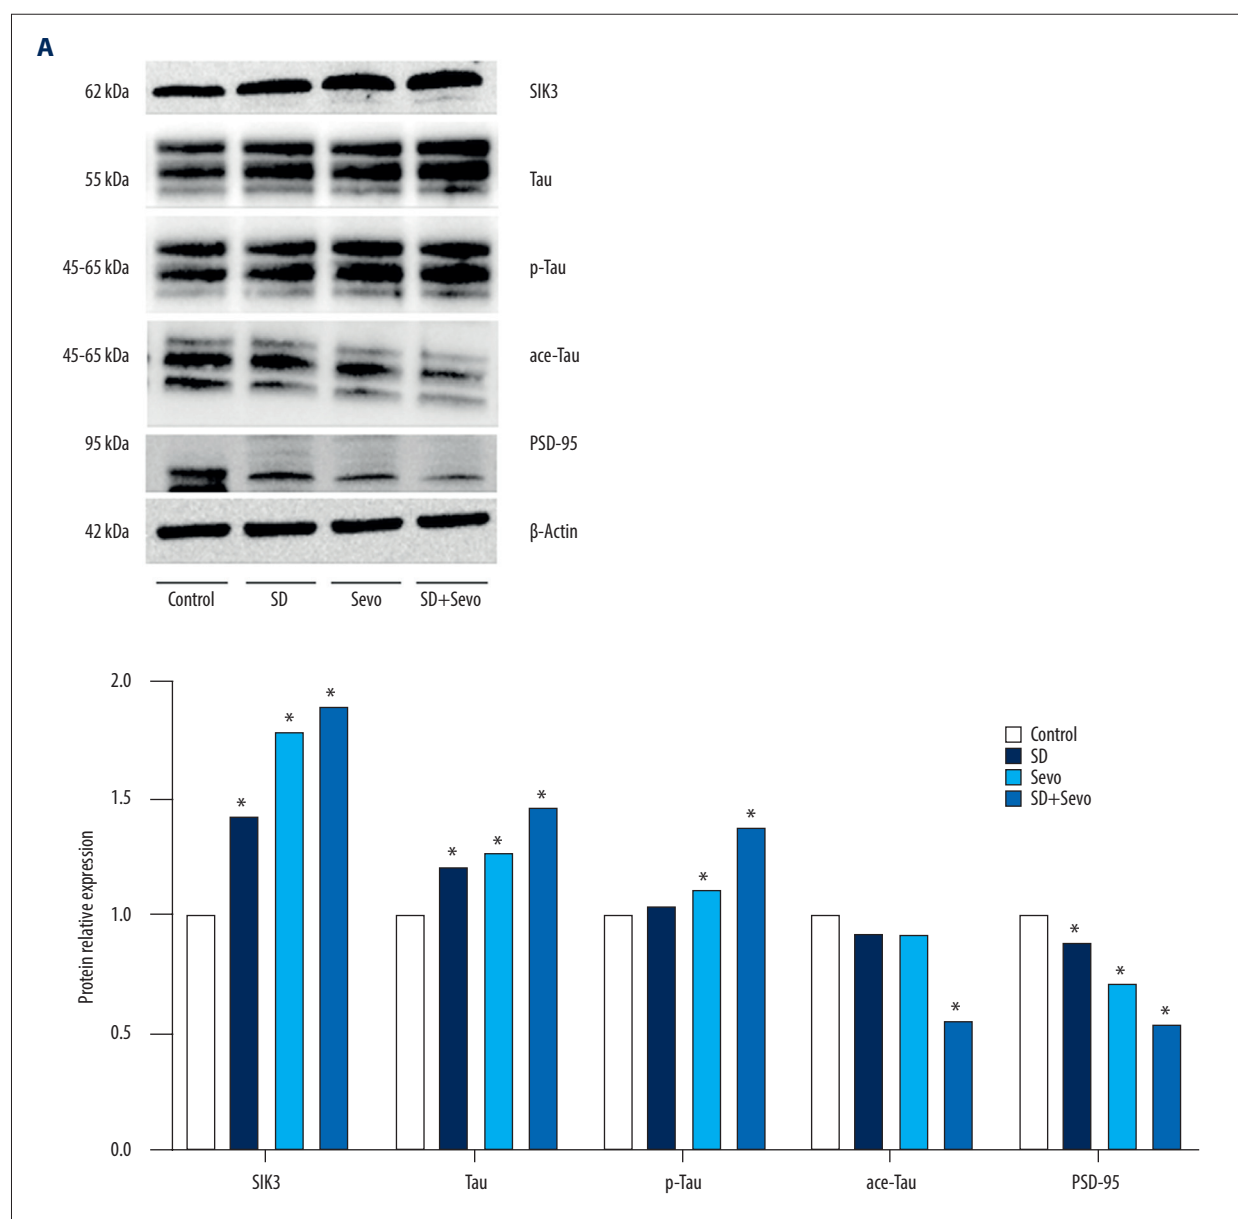 A
62 kDa SIK3
55 kDa Tau
45-65 kDa p-Tau
45-65 kDa ace-Tau
95 kDa PSD-95
42 kDa β-Actin
Control SD Sevo SD+Sevo
Protein relative expression
2.0
1.5
1.0
0.5
0.0
* * *
* * *
* *
*
* * *
Control
SD
Sevo
SD+Sevo
SIK3 Tau p-Tau ace-Tau PSD-95